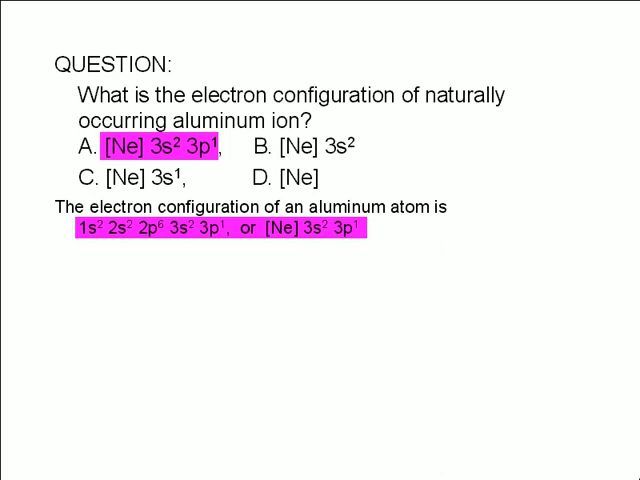 QUESTION:
What is the electron configuration of naturally
occurring aluminum ion?
A. [Ne] 3s² 3p¹, B. [Ne] 3s²
C. [Ne] 3s¹, D. [Ne]
The electron configuration of an aluminum atom is
1s² 2s² 2p⁶ 3s² 3p¹, or [Ne] 3s² 3p¹